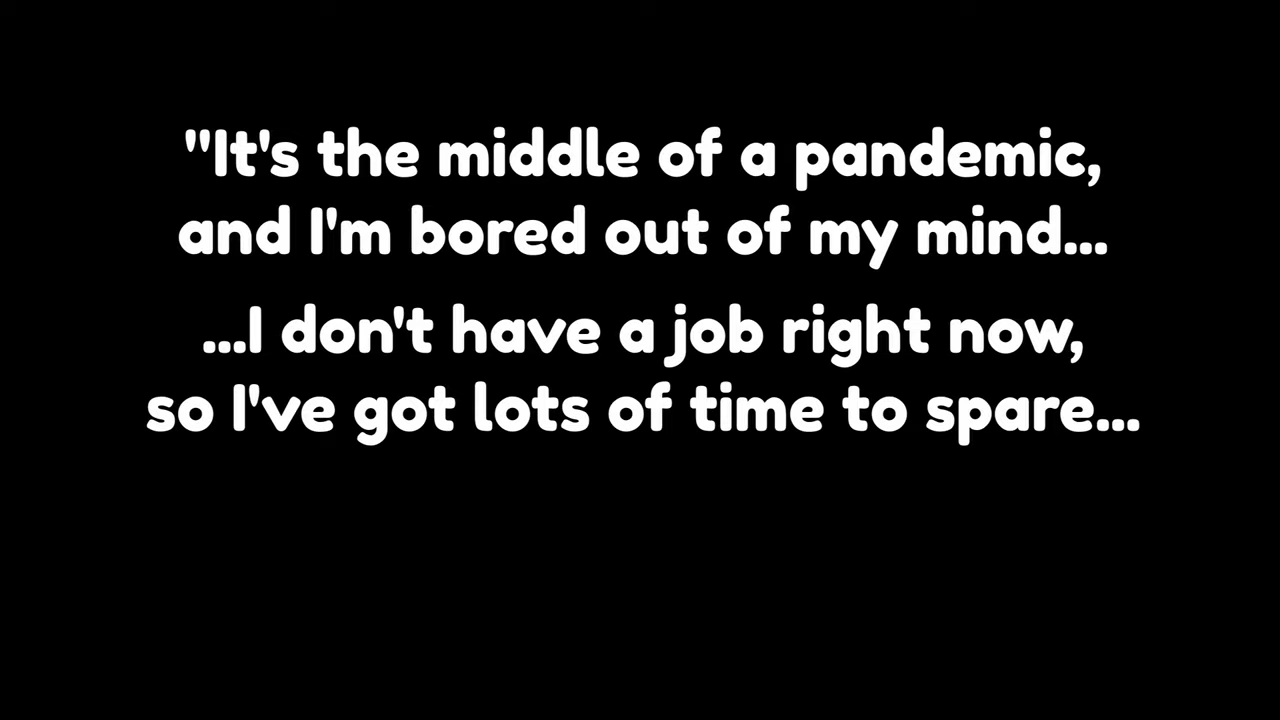 "It's the middle of a pandemic,
and I'm bored out of my mind...
...I don't have a job right now,
so I've got lots of time to spare...